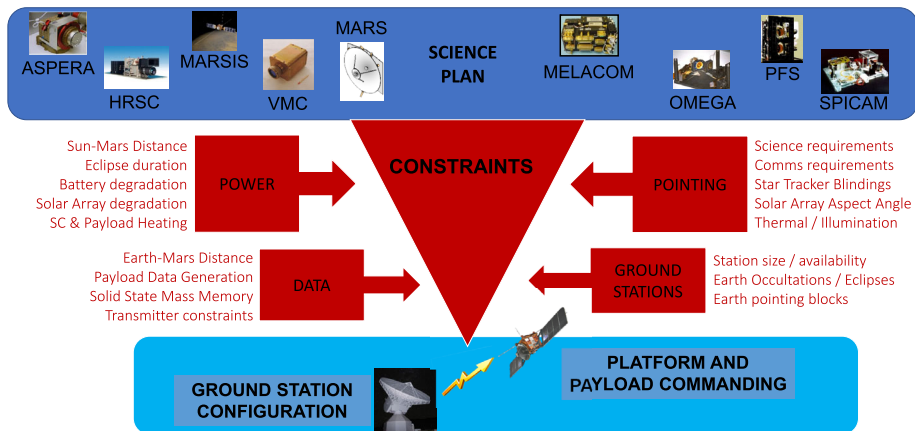 ASPERA
HRSC
MARSIS
VMC
MARS
SCIENCE
PLAN
MELACOM
OMEGA
PFS
SPICAM
CONSTRAINTS
Sun-Mars Distance
Eclipse duration
Battery degradation
Solar Array degradation
SC & Payload Heating
POWER
POINTING
Science requirements
Comms requirements
Star Tracker Blindings
Solar Array Aspect Angle
Thermal / Illumination
Earth-Mars Distance
Payload Data Generation
Solid State Mass Memory
Transmitter constraints
DATA
GROUND
STATIONS
Station size / availability
Earth Occultations / Eclipses
Earth pointing blocks
GROUND STATION
CONFIGURATION
PLATFORM AND
PAYLOAD COMMANDING